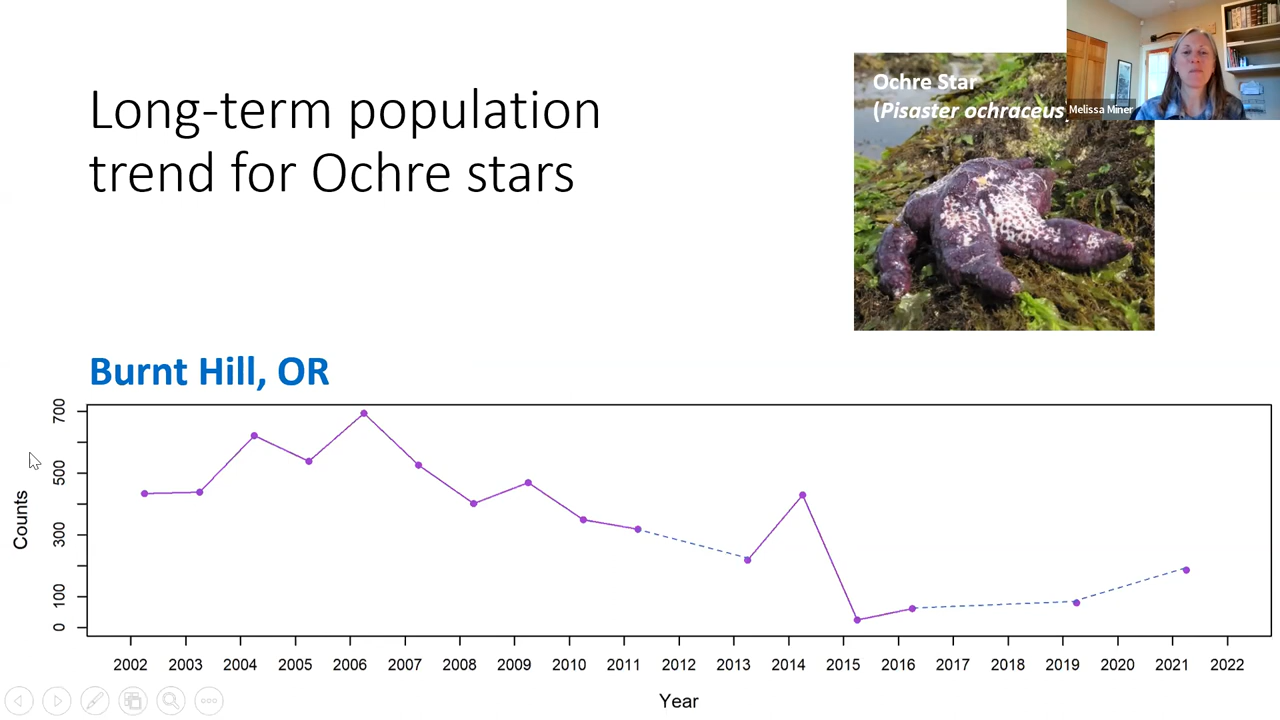 Long-term population
trend for Ochre stars
Ochre Star
(Pisaster ochraceus
Melissa Miner
Burnt Hill, OR
700
500
300
100
0
Counts
2002 2003 2004 2005 2006 2007 2008 2009 2010 2011 2012 2013 2014 2015 2016 2017 2018 2019 2020 2021 2022
Year